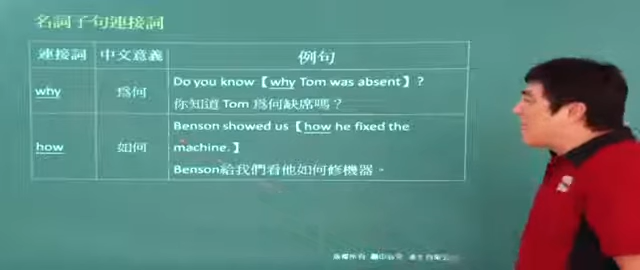 名詞子句連接詞
連接詞 中文意義 例句
why 為何 Do you know【why Tom was absent】?
你知道 Tom 為何缺席嗎?
how 如何 Benson showed us【how he fixed the
machine.】
Benson給我們看他如何修機器。